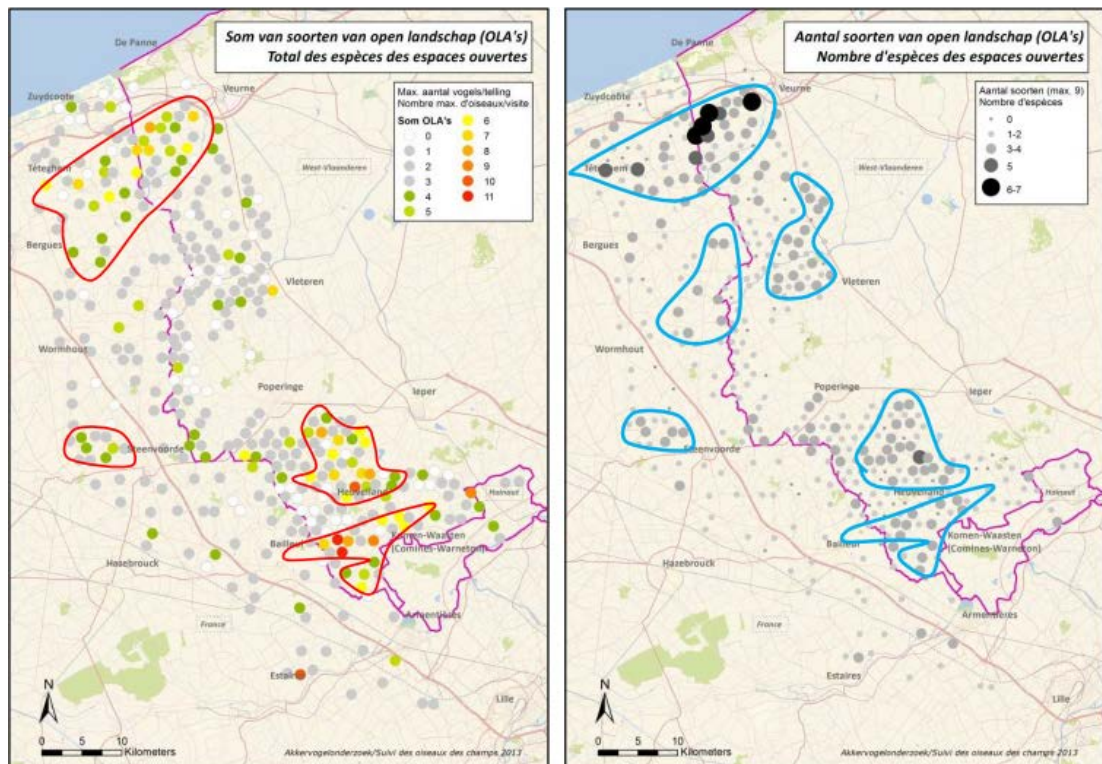 Som van soorten van open landschap (OLA's)
Total des espèces des espaces ouvertes
Max. aantal vogels/telling
Nombre max. d'oiseaux/visite
Som OLA's
0
1
2
3
4
5
6
7
8
9
10
11
De Panne
Zuydcoote
Veurne
Téteghem
West-Vlaanderen
Bergues
Vleteren
Wormhout
Poperinge
Ieper
Steenvoorde
Heuvelland
Hainaut
Bailleul
Komen-Waasten
(Comines-Warneton)
Hazebrouck
Armentières
France
Estaires
Lille
N
0 5 10
Kilometers
Akkervogelonderzoek/Suivi des oiseaux des champs 2013
Aantal soorten van open landschap (OLA's)
Nombre d'espèces des espaces ouvertes
Aantal soorten (max. 9)
Nombre d'espèces
0
1-2
3-4
5
6-7
De Panne
Zuydcoote
Veurne
Téteghem
West-Vlaanderen
Bergues
Vleteren
Wormhout
Poperinge
Ieper
Steenvoorde
Heuvelland
Hainaut
Bailleul
Komen-Waasten
(Comines-Warneton)
Hazebrouck
Armentières
France
Estaires
Lille
N
0 5 10
Kilometers
Akkervogelonderzoek/Suivi des oiseaux des champs 2013